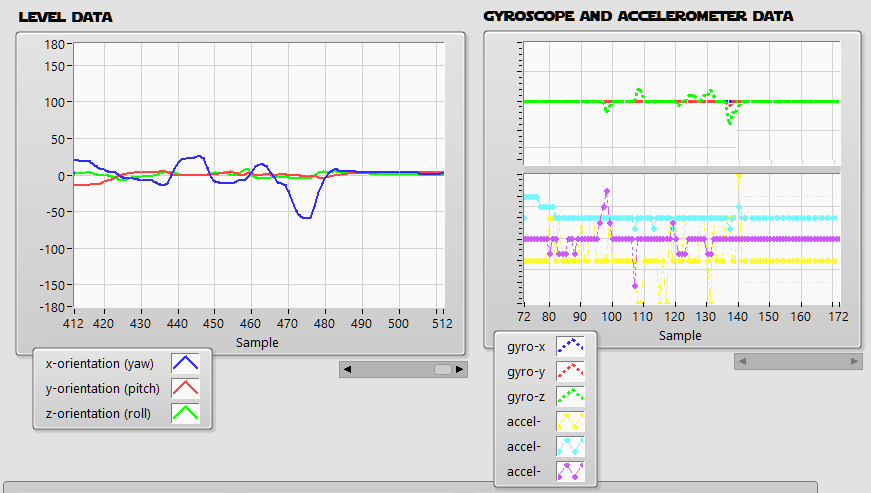 LEVEL DATA
180
150
100
50
0
-50
-100
-150
-180
412 420 430 440 450 460 470 480 490 500 512
Sample
x-orientation (yaw)
y-orientation (pitch)
z-orientation (roll)
GYROSCOPE AND ACCELEROMETER DATA
72 80 90 100 110 120 130 140 150 160 172
Sample
gyro-x
gyro-y
gyro-z
accel-
accel-
accel-